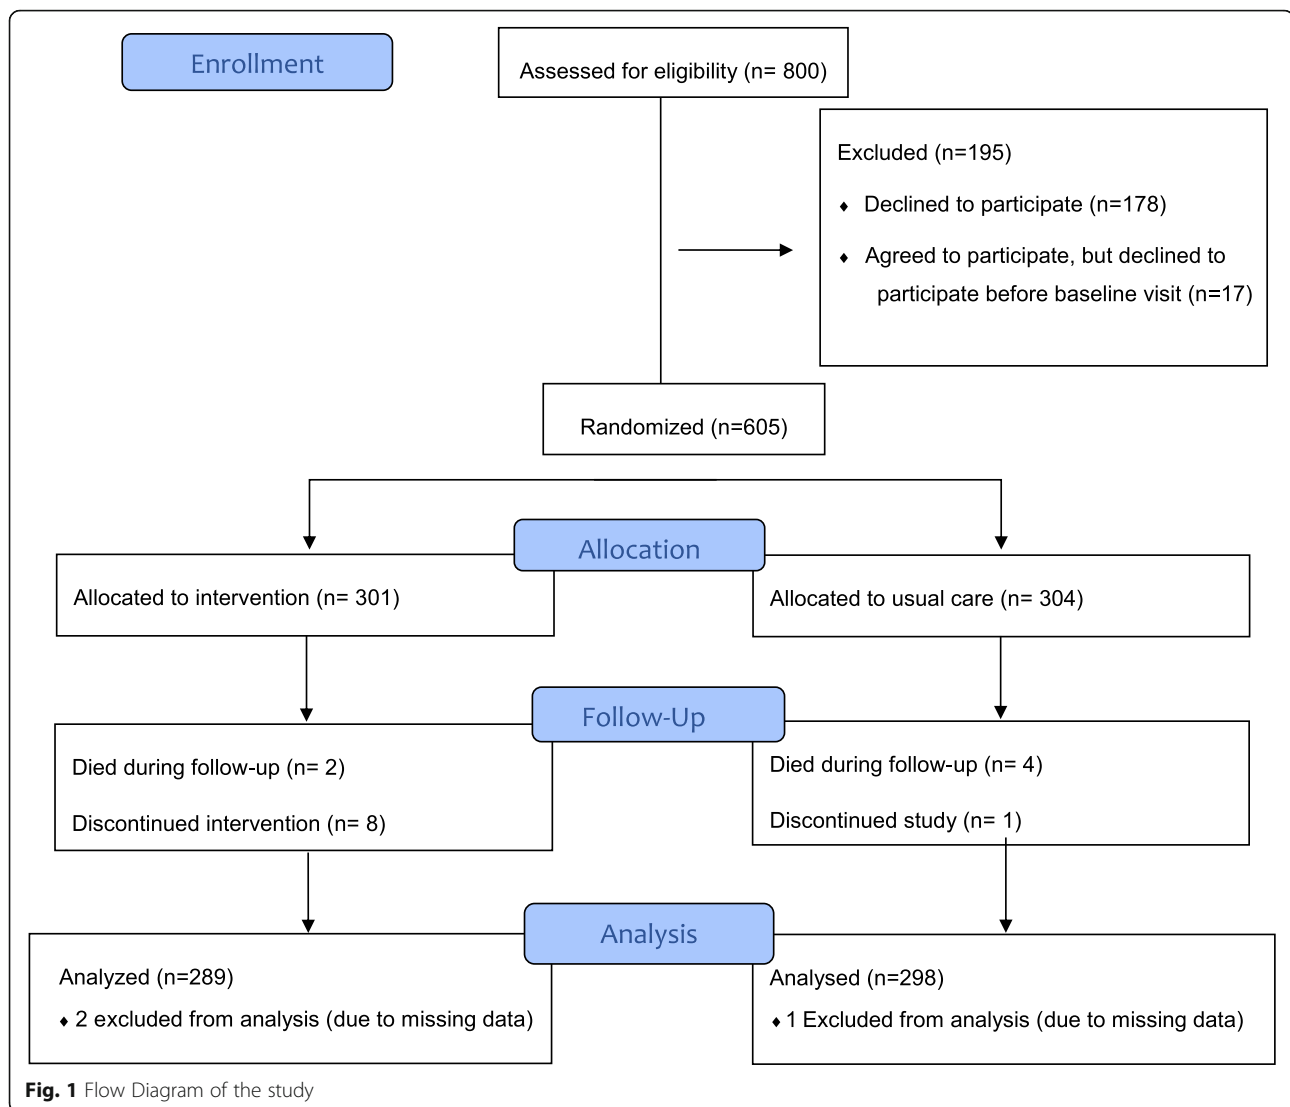 Enrollment
Assessed for eligibility (n= 800)
Excluded (n=195)
♦ Declined to participate (n=178)
♦ Agreed to participate, but declined to
participate before baseline visit (n=17)
Randomized (n=605)
Allocation
Allocated to intervention (n= 301)
Allocated to usual care (n= 304)
Follow-Up
Died during follow-up (n= 2)
Discontinued intervention (n= 8)
Died during follow-up (n= 4)
Discontinued study (n= 1)
Analysis
Analyzed (n=289)
♦ 2 excluded from analysis (due to missing data)
Analysed (n=298)
♦ 1 Excluded from analysis (due to missing data)
Fig. 1 Flow Diagram of the study